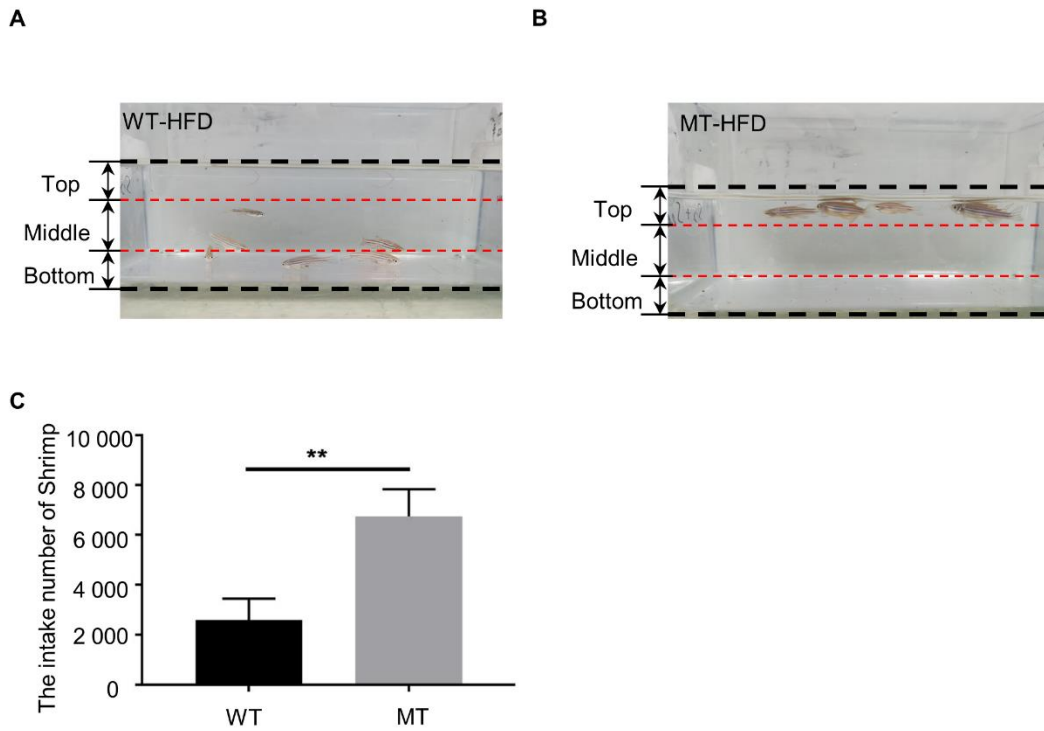 A
B
WT-HFD
MT-HFD
Top
Middle
Bottom
Top
Middle
Bottom
C
The intake number of Shrimp
10 000
8 000
6 000
4 000
2 000
0
**
WT
MT